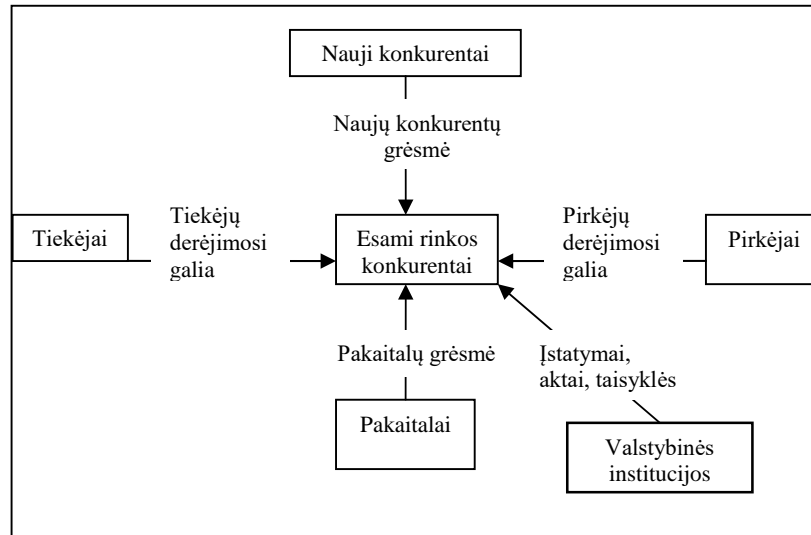 Nauji konkurentai
Naujų konkurentų
grėsmė
Tiekėjai
Tiekėjų
derėjimosi
galia
Esami rinkos
konkurentai
Pirkėjų
derėjimosi
galia
Pirkėjai
Pakaitalų grėsmė
Įstatymai,
aktai, taisyklės
Pakaitalai
Valstybinės
institucijos